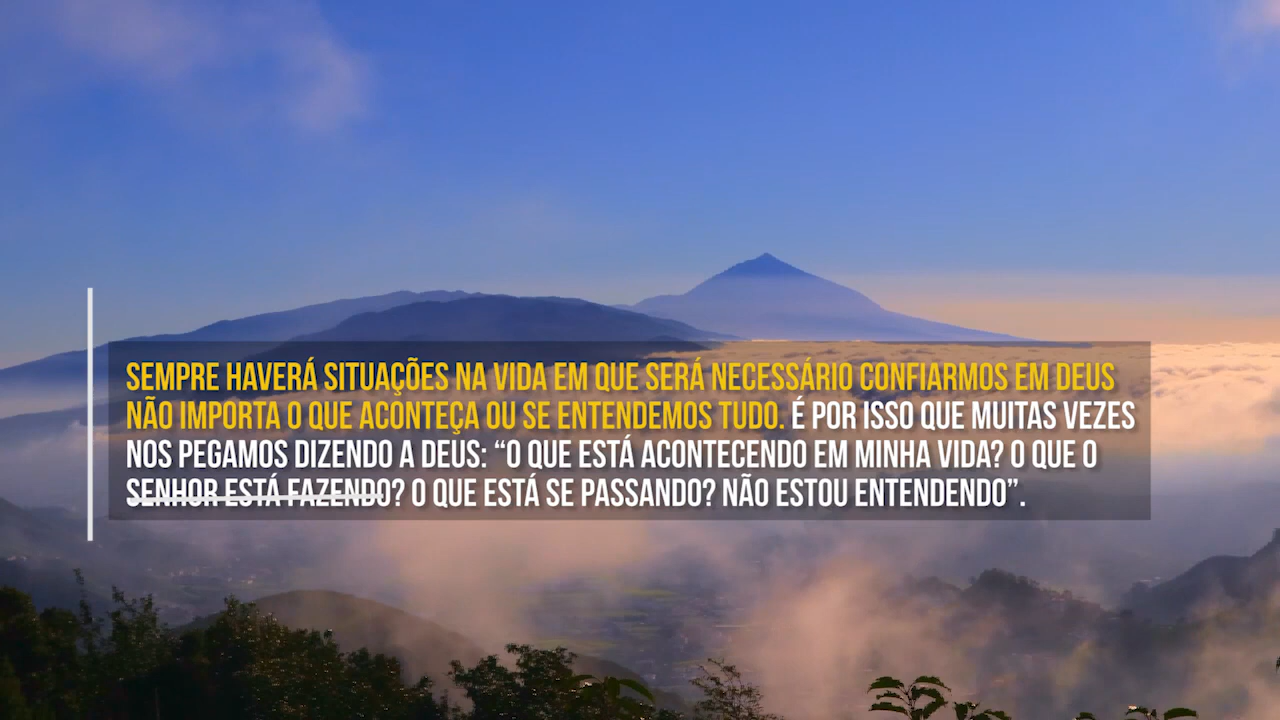 SEMPRE HAVERÁ SITUAÇÕES NA VIDA EM QUE SERÁ NECESSÁRIO CONFIARMOS EM DEUS
NÃO IMPORTA O QUE ACONTEÇA OU SE ENTENDEMOS TUDO. É POR ISSO QUE MUITAS VEZES
NOS PEGAMOS DIZENDO A DEUS: “O QUE ESTÁ ACONTECENDO EM MINHA VIDA? O QUE O
SENHOR ESTÁ FAZENDO? O QUE ESTÁ SE PASSANDO? NÃO ESTOU ENTENDENDO”.